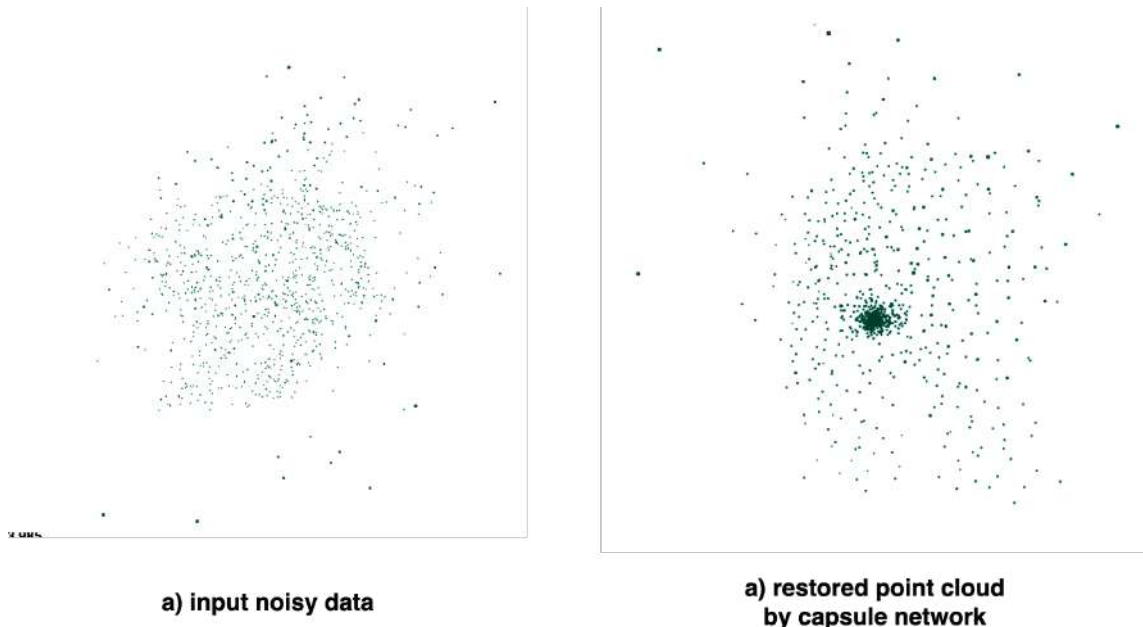 a) input noisy data
a) restored point cloud
by capsule network